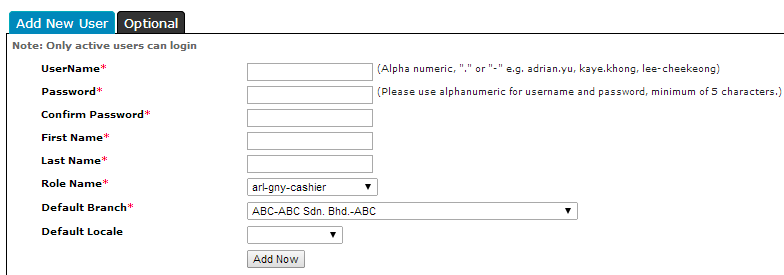 Add New User Optional
Note: Only active users can login
UserName* (Alpha numeric, "." or "-" e.g. adrian.yu, kaye.khong, lee-cheekeong)
Password* (Please use alphanumeric for username and password, minimum of 5 characters.)
Confirm Password*
First Name*
Last Name*
Role Name* arl-gny-cashier
Default Branch* ABC-ABC Sdn. Bhd.-ABC
Default Locale
Add Now